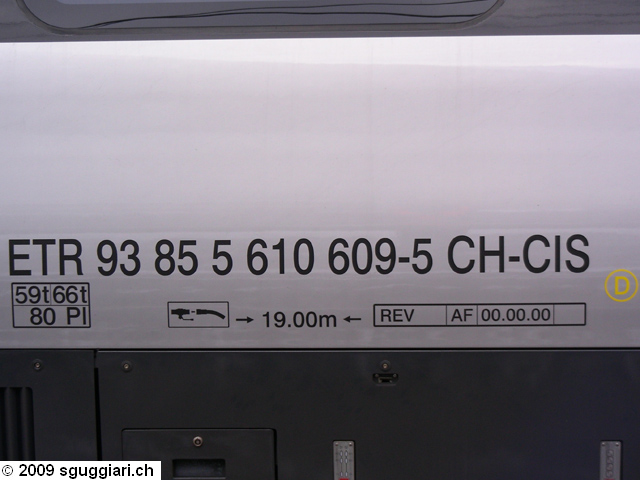 ETR 93 85 5 610 609-5 CH-CIS
D
59t 66t
80 PI
→ 19.00m ← REV AF 00.00.00
© 2009 sguggiari.ch